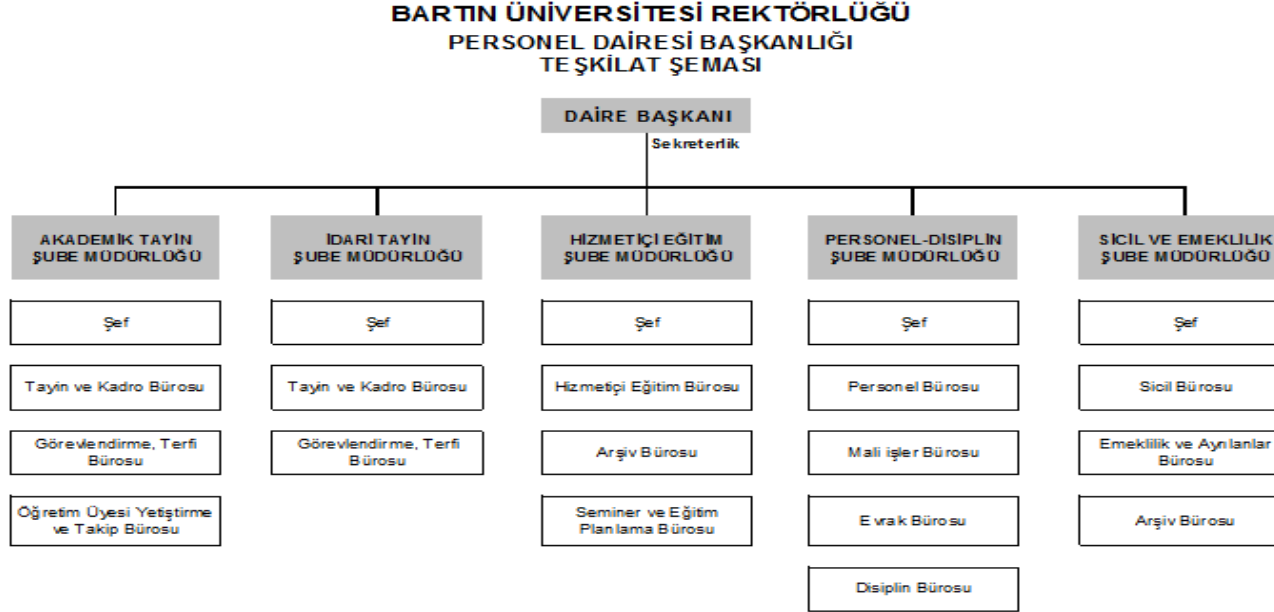 BARTIN ÜNİVERSİTESİ REKTÖRLÜĞÜ
PERSONEL DAİRESİ BAŞKANLIĞI
TEŞKİLAT ŞEMASI
DAİRE BAŞKANI
Sekreterlik
AKADEMİK TAYİN
ŞUBE MÜDÜRLÜĞÜ
Şef
Tayin ve Kadro Bürosu
Görevlendirme, Terfi
Bürosu
Öğretim Üyesi Yetiştirme
ve Takip Bürosu
İDARİ TAYİN
ŞUBE MÜDÜRLÜĞÜ
Şef
Tayin ve Kadro Bürosu
Görevlendirme, Terfi
Bürosu
HİZMETİÇİ EĞİTİM
ŞUBE MÜDÜRLÜĞÜ
Şef
Hizmetiçi Eğitim Bürosu
Arşiv Bürosu
Seminer ve Eğitim
Planlama Bürosu
PERSONEL-DİSİPLİN
ŞUBE MÜDÜRLÜĞÜ
Şef
Personel Bürosu
Mali işler Bürosu
Evrak Bürosu
Disiplin Bürosu
SİCİL VE EMEKLİLİK
ŞUBE MÜDÜRLÜĞÜ
Şef
Sicil Bürosu
Emeklilik ve Ayrılanlar
Bürosu
Arşiv Bürosu